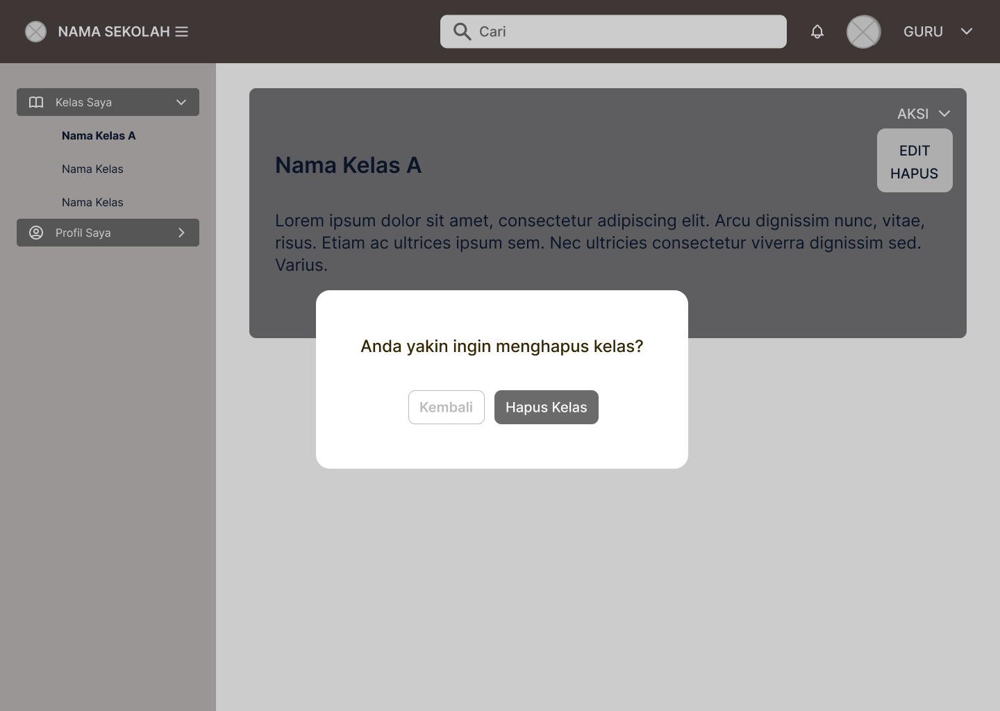 NAMA SEKOLAH
Cari
GURU
Kelas Saya
Nama Kelas A
Nama Kelas
Nama Kelas
Profil Saya
AKSI
EDIT
HAPUS
Nama Kelas A
Lorem ipsum dolor sit amet, consectetur adipiscing elit. Arcu dignissim nunc, vitae,
risus. Etiam ac ultrices ipsum sem. Nec ultricies consectetur viverra dignissim sed.
Varius.
Anda yakin ingin menghapus kelas?
Kembali
Hapus Kelas